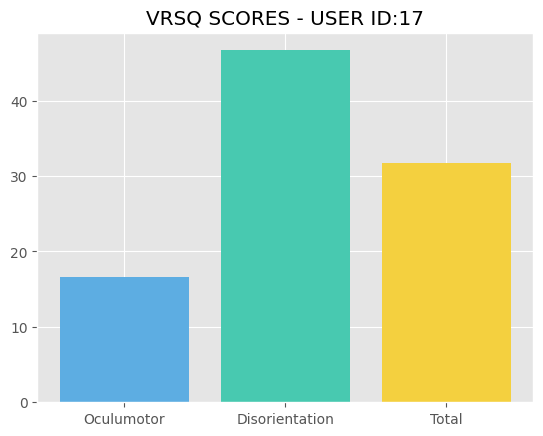 VRSQ SCORES - USER ID:17
40
30
20
10
0
Oculumotor Disorientation Total